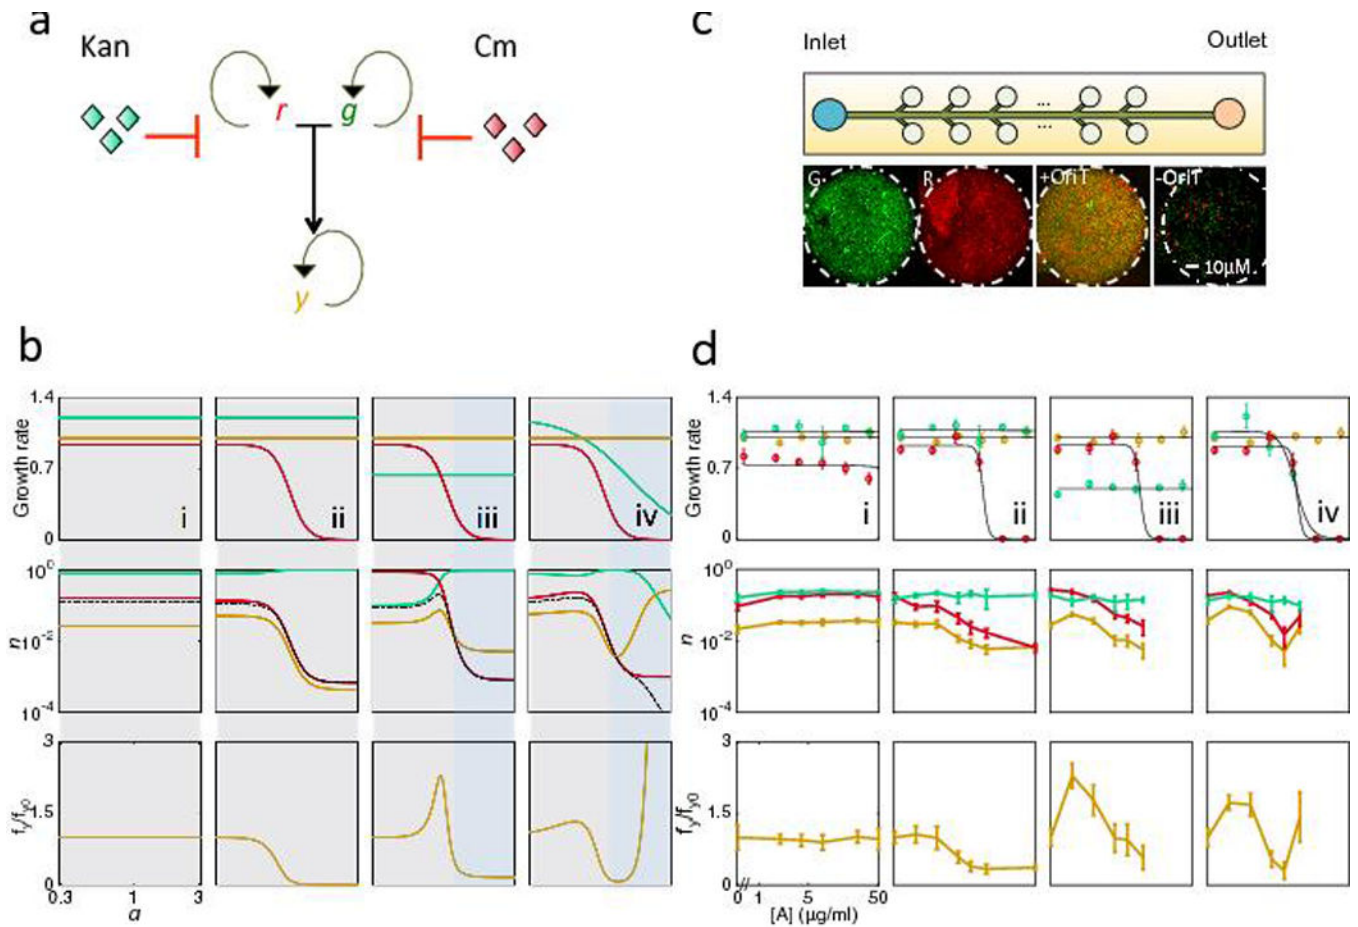 a
Kan
Cm
r
g
y
c
Inlet
Outlet
...
...
G
R
+OriT
-OriT
10µM
b
Growth rate
1.4
0.7
0
i
ii
iii
iv
n
10⁰
10⁻²
10⁻⁴
f_y/f_y0
3
1.5
0
0.3
1
3
a
d
Growth rate
1.4
0.7
0
i
ii
iii
iv
n
10⁰
10⁻²
10⁻⁴
f_y/f_y0
3
1.5
0
0
1
5
50
[A] (µg/ml)